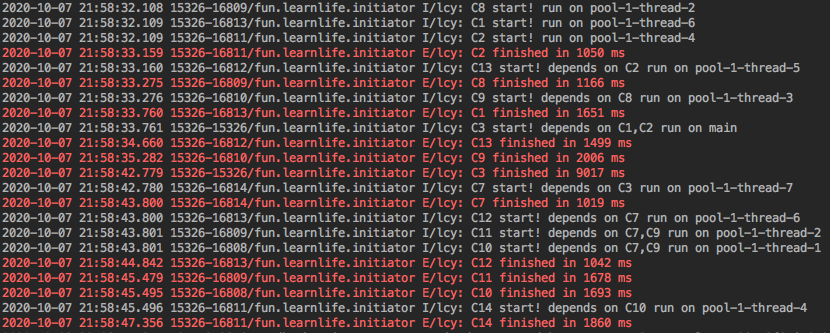 2020-10-07 21:58:32.108 15326-16809/fun.learnlife.initiator I/lcy: C8 start! run on pool-1-thread-2
2020-10-07 21:58:32.109 15326-16813/fun.learnlife.initiator I/lcy: C1 start! run on pool-1-thread-6
2020-10-07 21:58:32.109 15326-16811/fun.learnlife.initiator I/lcy: C2 start! run on pool-1-thread-4
2020-10-07 21:58:33.159 15326-16811/fun.learnlife.initiator E/lcy: C2 finished in 1050 ms
2020-10-07 21:58:33.160 15326-16812/fun.learnlife.initiator I/lcy: C13 start! depends on C2 run on pool-1-thread-5
2020-10-07 21:58:33.275 15326-16809/fun.learnlife.initiator E/lcy: C8 finished in 1166 ms
2020-10-07 21:58:33.276 15326-16810/fun.learnlife.initiator I/lcy: C9 start! depends on C8 run on pool-1-thread-3
2020-10-07 21:58:33.760 15326-16813/fun.learnlife.initiator E/lcy: C1 finished in 1651 ms
2020-10-07 21:58:33.761 15326-15326/fun.learnlife.initiator I/lcy: C3 start! depends on C1,C2 run on main
2020-10-07 21:58:34.660 15326-16812/fun.learnlife.initiator E/lcy: C13 finished in 1499 ms
2020-10-07 21:58:35.282 15326-16810/fun.learnlife.initiator E/lcy: C9 finished in 2006 ms
2020-10-07 21:58:42.779 15326-15326/fun.learnlife.initiator E/lcy: C3 finished in 9017 ms
2020-10-07 21:58:42.780 15326-16814/fun.learnlife.initiator I/lcy: C7 start! depends on C3 run on pool-1-thread-7
2020-10-07 21:58:43.800 15326-16814/fun.learnlife.initiator E/lcy: C7 finished in 1019 ms
2020-10-07 21:58:43.800 15326-16813/fun.learnlife.initiator I/lcy: C12 start! depends on C7 run on pool-1-thread-6
2020-10-07 21:58:43.801 15326-16809/fun.learnlife.initiator I/lcy: C11 start! depends on C7,C9 run on pool-1-thread-2
2020-10-07 21:58:43.801 15326-16808/fun.learnlife.initiator I/lcy: C10 start! depends on C7,C9 run on pool-1-thread-1
2020-10-07 21:58:44.842 15326-16813/fun.learnlife.initiator E/lcy: C12 finished in 1042 ms
2020-10-07 21:58:45.479 15326-16809/fun.learnlife.initiator E/lcy: C11 finished in 1678 ms
2020-10-07 21:58:45.495 15326-16808/fun.learnlife.initiator E/lcy: C10 finished in 1693 ms
2020-10-07 21:58:45.496 15326-16811/fun.learnlife.initiator I/lcy: C14 start! depends on C10 run on pool-1-thread-4
2020-10-07 21:58:47.356 15326-16811/fun.learnlife.initiator E/lcy: C14 finished in 1860 ms